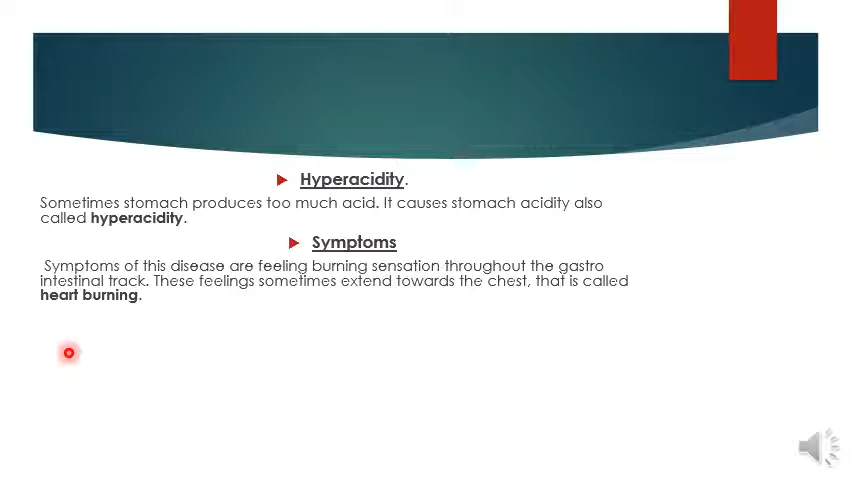 Hyperacidity.
Sometimes stomach produces too much acid. It causes stomach acidity also
called hyperacidity.
Symptoms
Symptoms of this disease are feeling burning sensation throughout the gastro
intestinal track. These feelings sometimes extend towards the chest, that is called
heart burning.